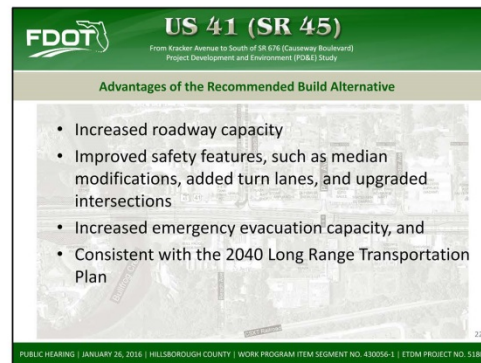 FDOT
US 41 (SR 45)
From Kracker Avenue to South of SR 676 (Causeway Boulevard)
Project Development and Environment (PD&E) Study
Advantages of the Recommended Build Alternative
• Increased roadway capacity
• Improved safety features, such as median
modifications, added turn lanes, and upgraded
intersections
• Increased emergency evacuation capacity, and
• Consistent with the 2040 Long Range Transportation
Plan
PUBLIC HEARING | JANUARY 26, 2016 | HILLSBOROUGH COUNTY | WORK PROGRAM ITEM SEGMENT NO. 430056-1 | ETDM PROJECT NO.